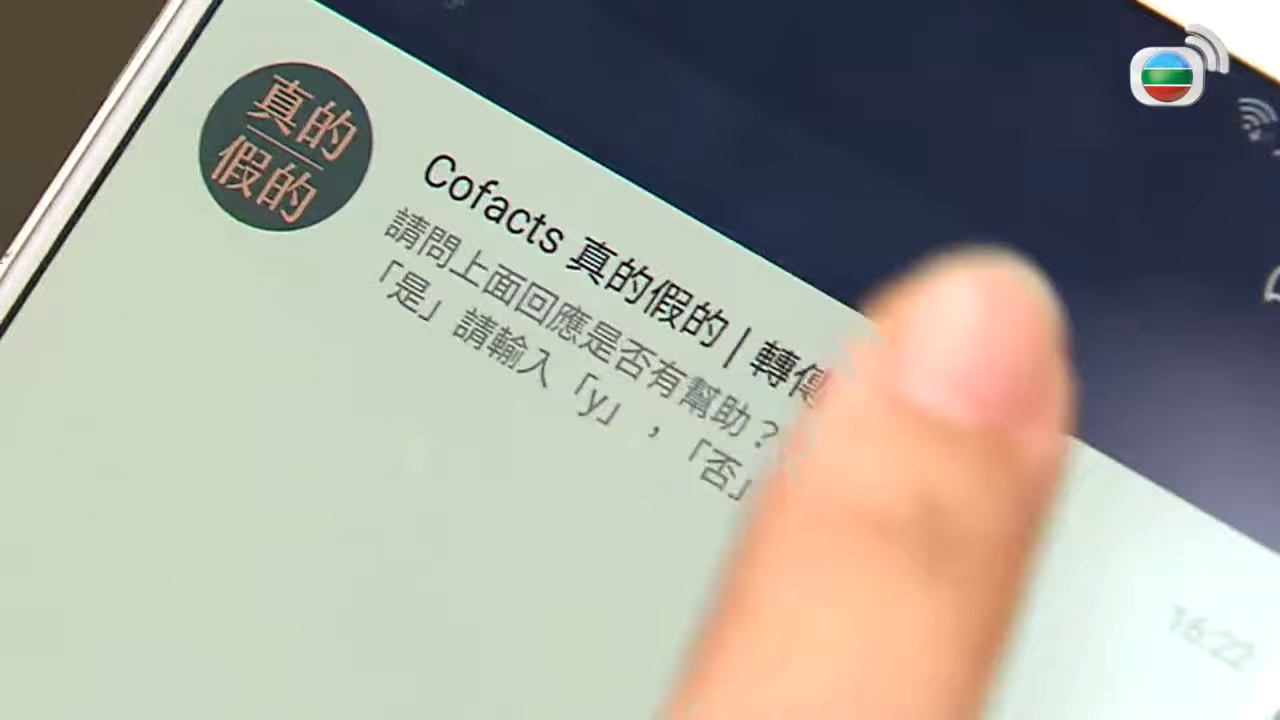 真的
假的
Cofacts 真的假的 | 轉傳
請問上面回應是否有幫助？
「是」請輸入「y」，「否」
16:22